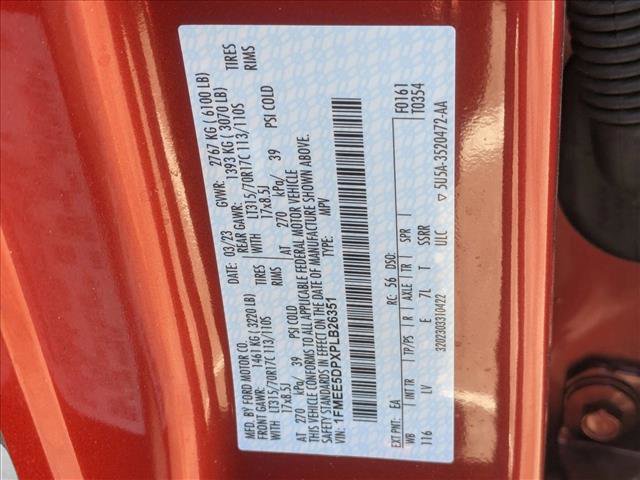 MFD. BY FORD MOTOR CO.
DATE: 03/23 GVWR: 2767 KG ( 6100 LB)
FRONT GAWR: 1461 KG ( 3220 LB) REAR GAWR: 1393 KG ( 3070 LB)
WITH LT315/70R17C 113/110S TIRES WITH LT315/70R17C 113/110S TIRES
17x8.5J RIMS 17x8.5J RIMS
AT 270 kPa/ 39 PSI COLD AT 270 kPa/ 39 PSI COLD
THIS VEHICLE CONFORMS TO ALL APPLICABLE FEDERAL MOTOR VEHICLE
SAFETY STANDARDS IN EFFECT ON THE DATE OF MANUFACTURE SHOWN ABOVE.
VIN: 1FMEE5DPXPLB26351 TYPE: MPV
F0161
T0354
EXT PNT: EA RC: 56 DSO:
WB TP/PS R AXLE TR SPR
116 LV E 7L T SSRR
3202303310422 ULC
▽ 5U5A-3520472-AA